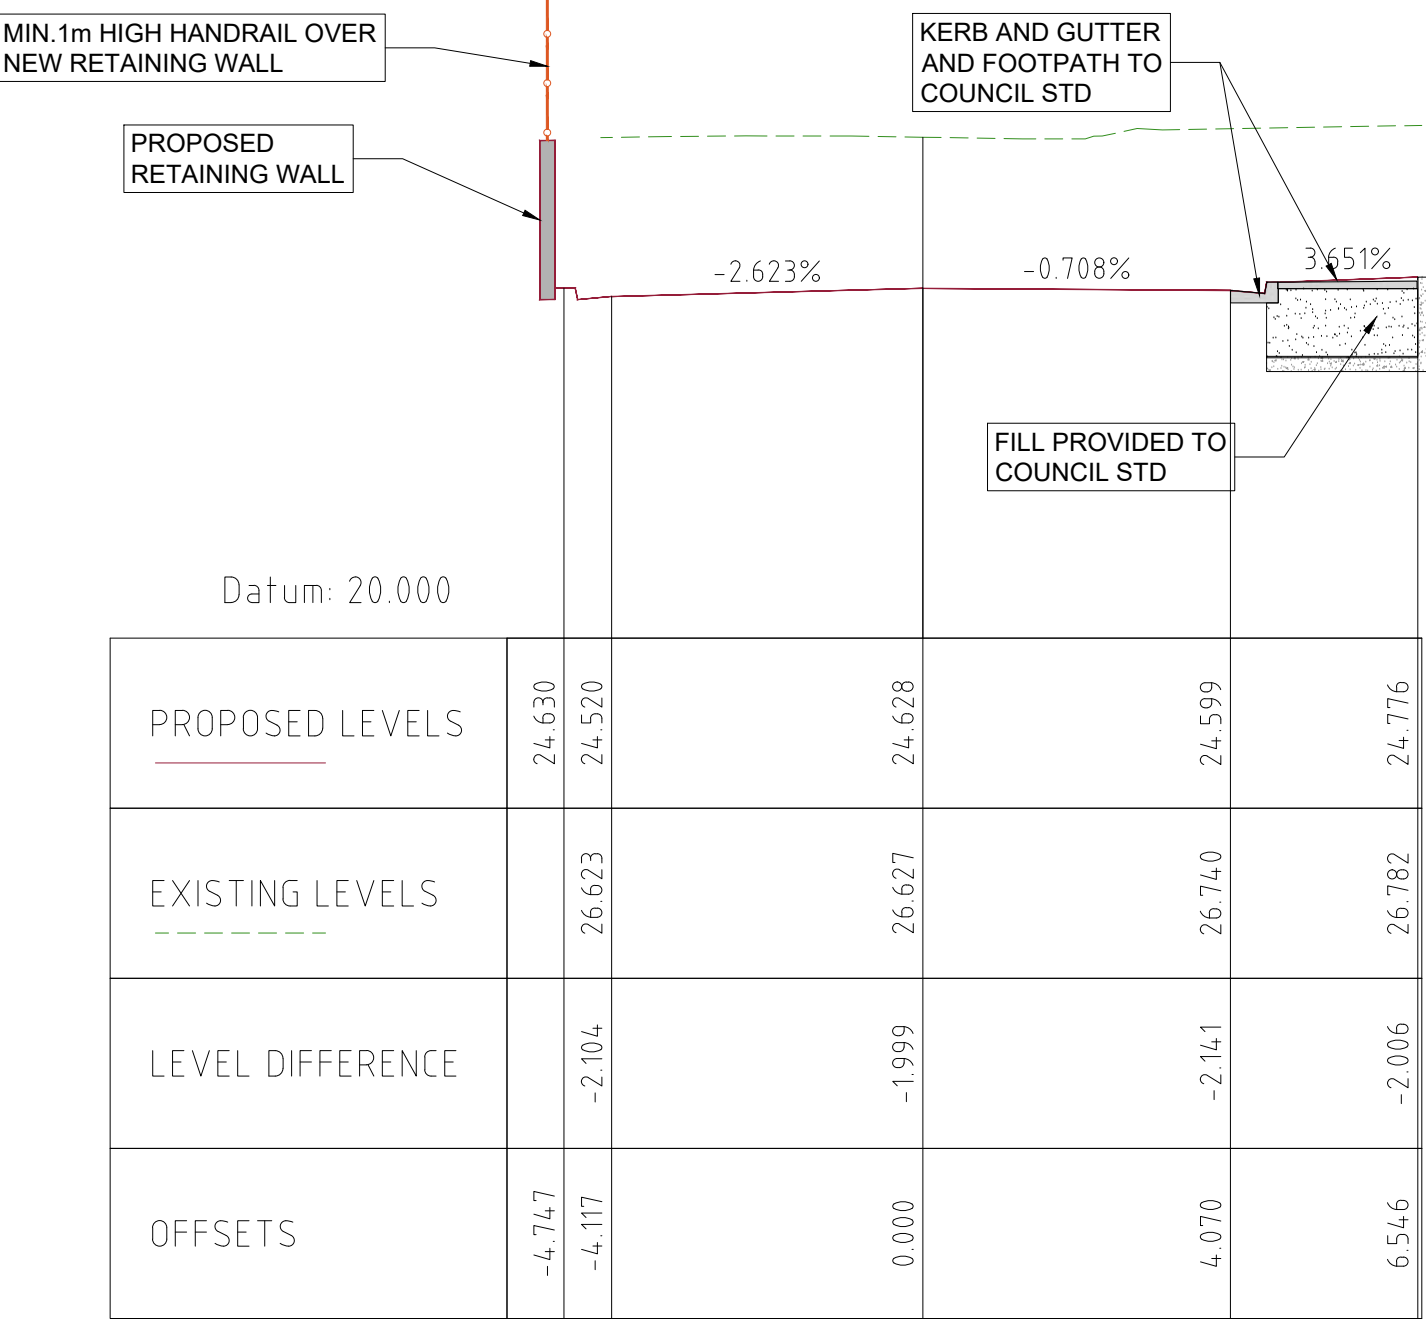 MIN.1m HIGH HANDRAIL OVER
NEW RETAINING WALL
KERB AND GUTTER
AND FOOTPATH TO
COUNCIL STD
PROPOSED
RETAINING WALL
-2.623%
-0.708%
3.651%
FILL PROVIDED TO
COUNCIL STD
Datum: 20.000
PROPOSED LEVELS
24.630
24.520
24.628
24.599
24.776
EXISTING LEVELS
26.623
26.627
26.740
26.782
LEVEL DIFFERENCE
-2.104
-1.999
-2.141
-2.006
OFFSETS
-4.747
-4.117
0.000
4.070
6.546